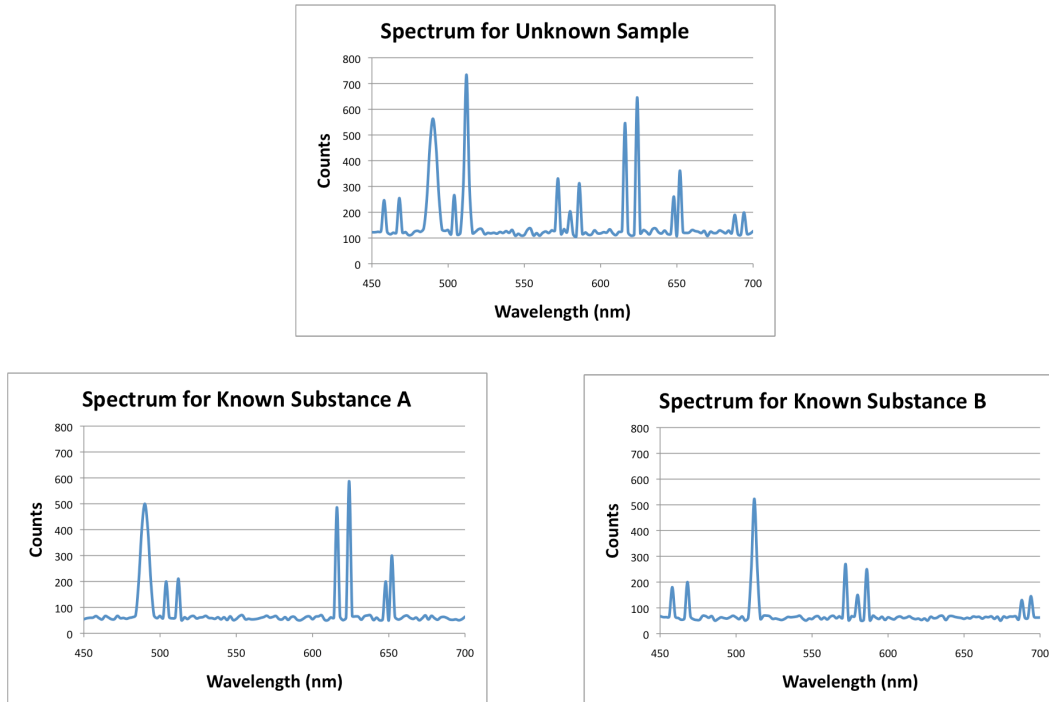 Spectrum for Unknown Sample
800
700
600
500
400
300
200
100
0
Counts
450 500 550 600 650 700
Wavelength (nm)
Spectrum for Known Substance A
800
700
600
500
400
300
200
100
0
Counts
450 500 550 600 650 700
Wavelength (nm)
Spectrum for Known Substance B
800
700
600
500
400
300
200
100
0
Counts
450 500 550 600 650 700
Wavelength (nm)